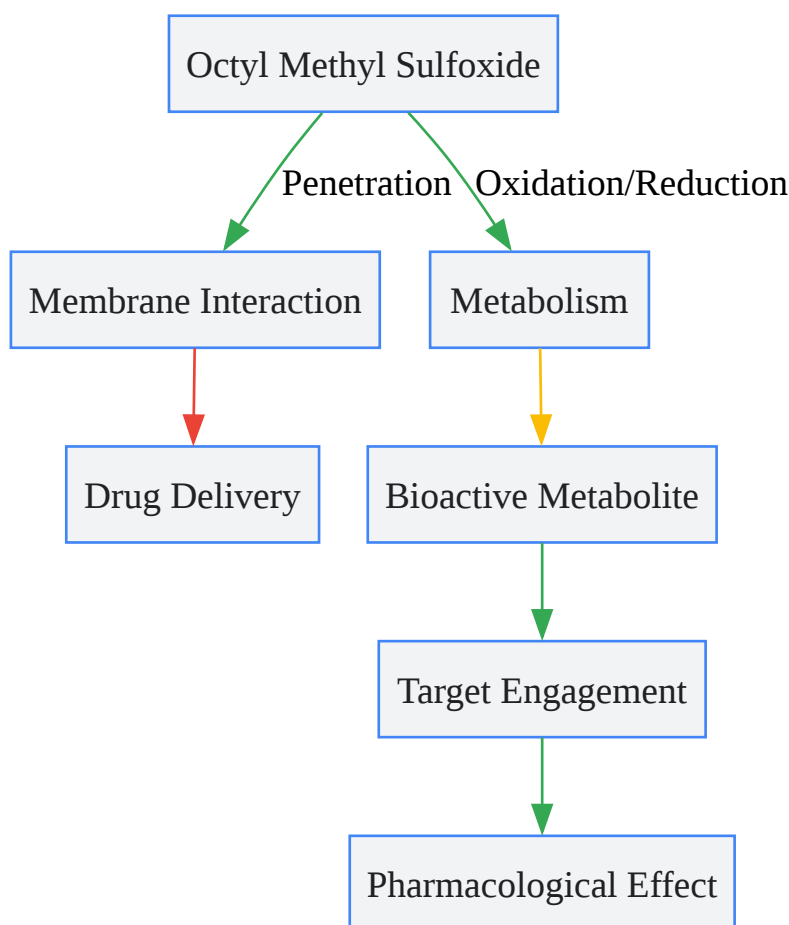 Octyl Methyl Sulfoxide
Penetration
Oxidation/Reduction
Membrane Interaction
Metabolism
Drug Delivery
Bioactive Metabolite
Target Engagement
Pharmacological Effect